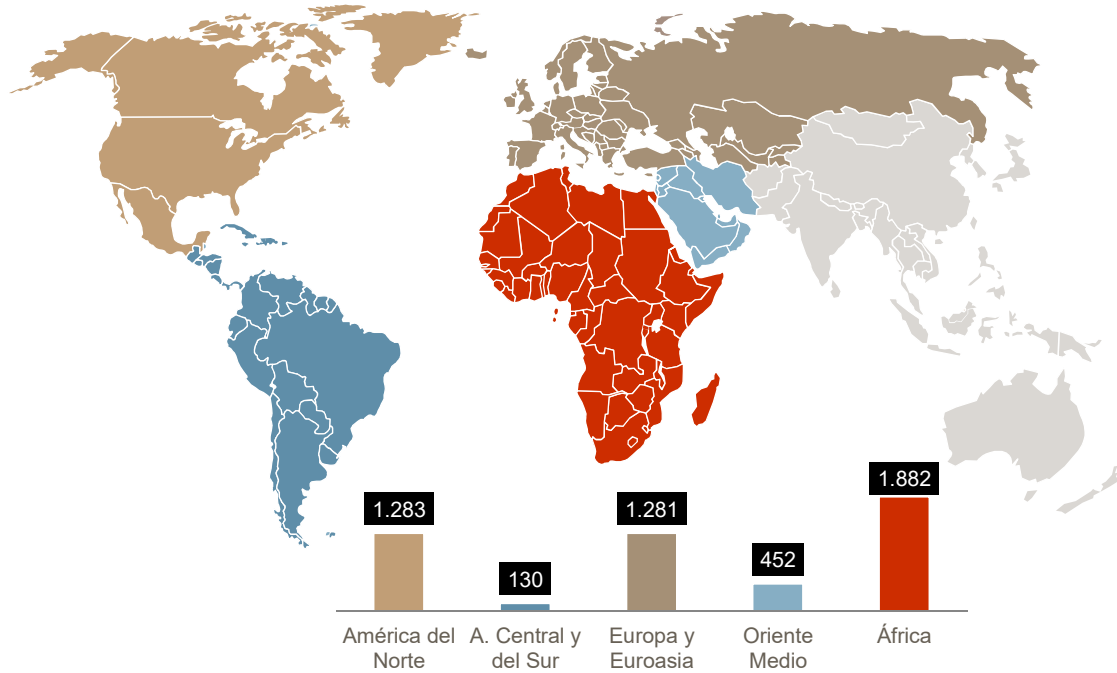 1.283
130
1.281
452
1.882
América del
Norte
A. Central y
del Sur
Europa y
Euroasia
Oriente
Medio
África